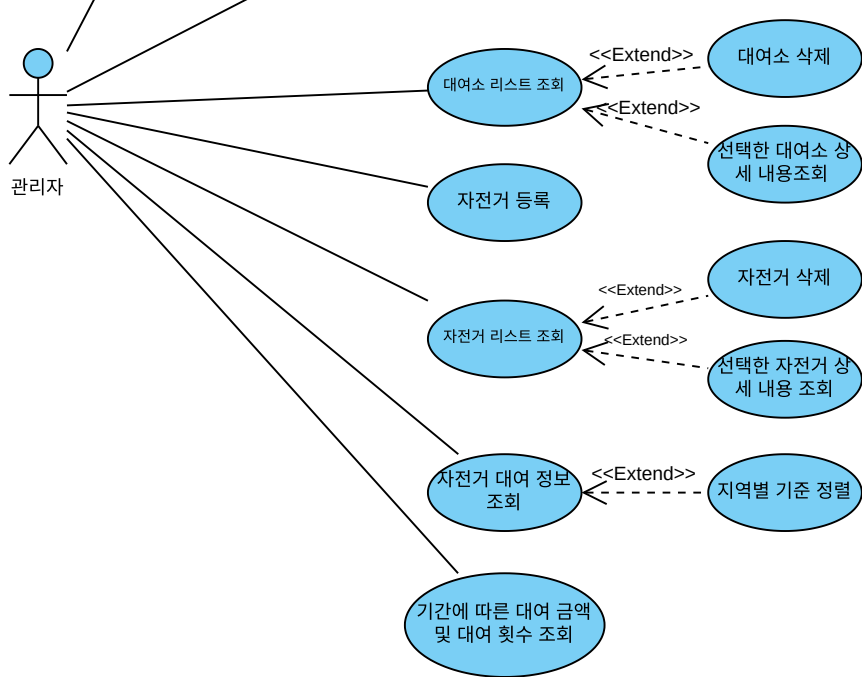 관리자
대여소 리스트 조회
<<Extend>>
대여소 삭제
<<Extend>>
선택한 대여소 상
세 내용조회
자전거 등록
자전거 리스트 조회
<<Extend>>
자전거 삭제
<<Extend>>
선택한 자전거 상
세 내용 조회
자전거 대여 정보
조회
<<Extend>>
지역별 기준 정렬
기간에 따른 대여 금액
및 대여 횟수 조회